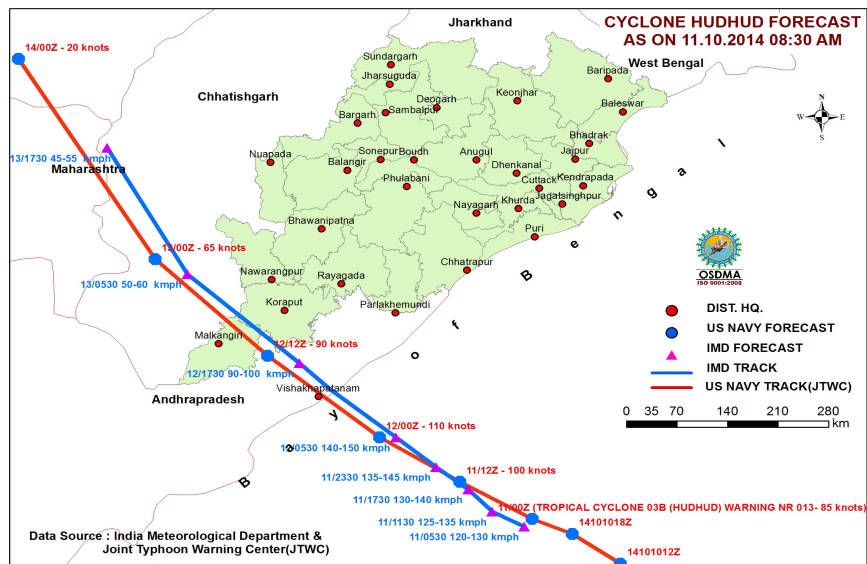 Jharkhand
CYCLONE HUDHUD FORECAST
AS ON 11.10.2014 08:30 AM
14/00Z - 20 knots
Sundargarh
West Bengal
Jharsuguda
Baripada
Chhatishgarh
Deogarh
Keonjhar
Sambalpur
Bargarh
Baleswar
N
W E
S
Bhadrak
13/1730 45-55 kmph
Maharashtra
Nuapada
Sonepur
Boudh
Balangir
Anugul
Jajpur
Dhenkanal
Phulabani
Cuttack
Kendrapada
Jagatsinghpur
Nayagarh
Khurda
Bhawanipatna
Puri
13/00Z - 65 knots
Chhatrapur
13/0530 50-60 kmph
Nawarangpur
Rayagada
Koraput
Parlakhemundi
Malkangiri
12/12Z - 90 knots
12/1730 90-100 kmph
Andhrapradesh
Vishakhapatanam
Bay of Bengal
12/00Z - 110 knots
12/0530 140-150 kmph
11/2330 135-145 kmph
11/12Z - 100 knots
11/1730 130-140 kmph
11/00Z (TROPICAL CYCLONE 03B (HUDHUD) WARNING NR 013- 85 knots)
11/1130 125-135 kmph
11/0530 120-130 kmph
14101018Z
14101012Z
OSDMA
ISO 9001:2008
DIST. HQ.
US NAVY FORECAST
IMD FORECAST
IMD TRACK
US NAVY TRACK(JTWC)
0 35 70 140 210 280
km
Data Source : India Meteorological Department &
Joint Typhoon Warning Center(JTWC)